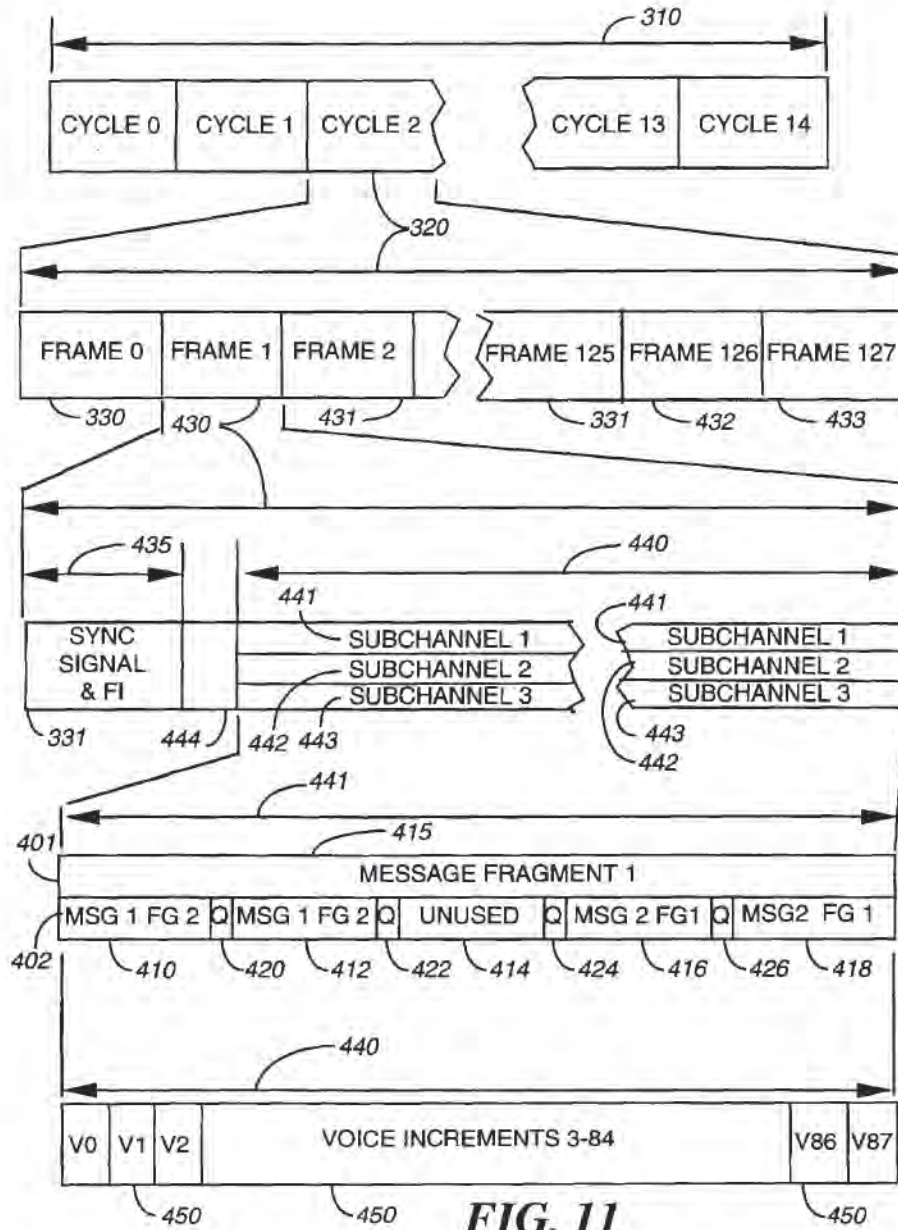 310
CYCLE 0 CYCLE 1 CYCLE 2 CYCLE 13 CYCLE 14
320
FRAME 0 FRAME 1 FRAME 2 FRAME 125 FRAME 126 FRAME 127
330 430 431 331 432 433
435 440
441 441
SYNC SIGNAL & FI
SUBCHANNEL 1 SUBCHANNEL 1
SUBCHANNEL 2 SUBCHANNEL 2
SUBCHANNEL 3 SUBCHANNEL 3
331 444 442 443 442 443
441
415
401 MESSAGE FRAGMENT 1
MSG 1 FG 2 Q MSG 1 FG 2 Q UNUSED Q MSG 2 FG1 Q MSG2 FG 1
402 410 420 412 422 414 424 416 426 418
440
V0 V1 V2 VOICE INCREMENTS 3-84 V86 V87
450 450 450
FIG. 11